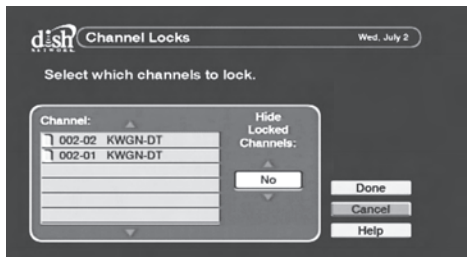 dish NETWORK Channel Locks Wed, July 2
Select which channels to lock.
Channel:
002-02 KWGN-DT
002-01 KWGN-DT
Hide
Locked
Channels:
No
Done
Cancel
Help